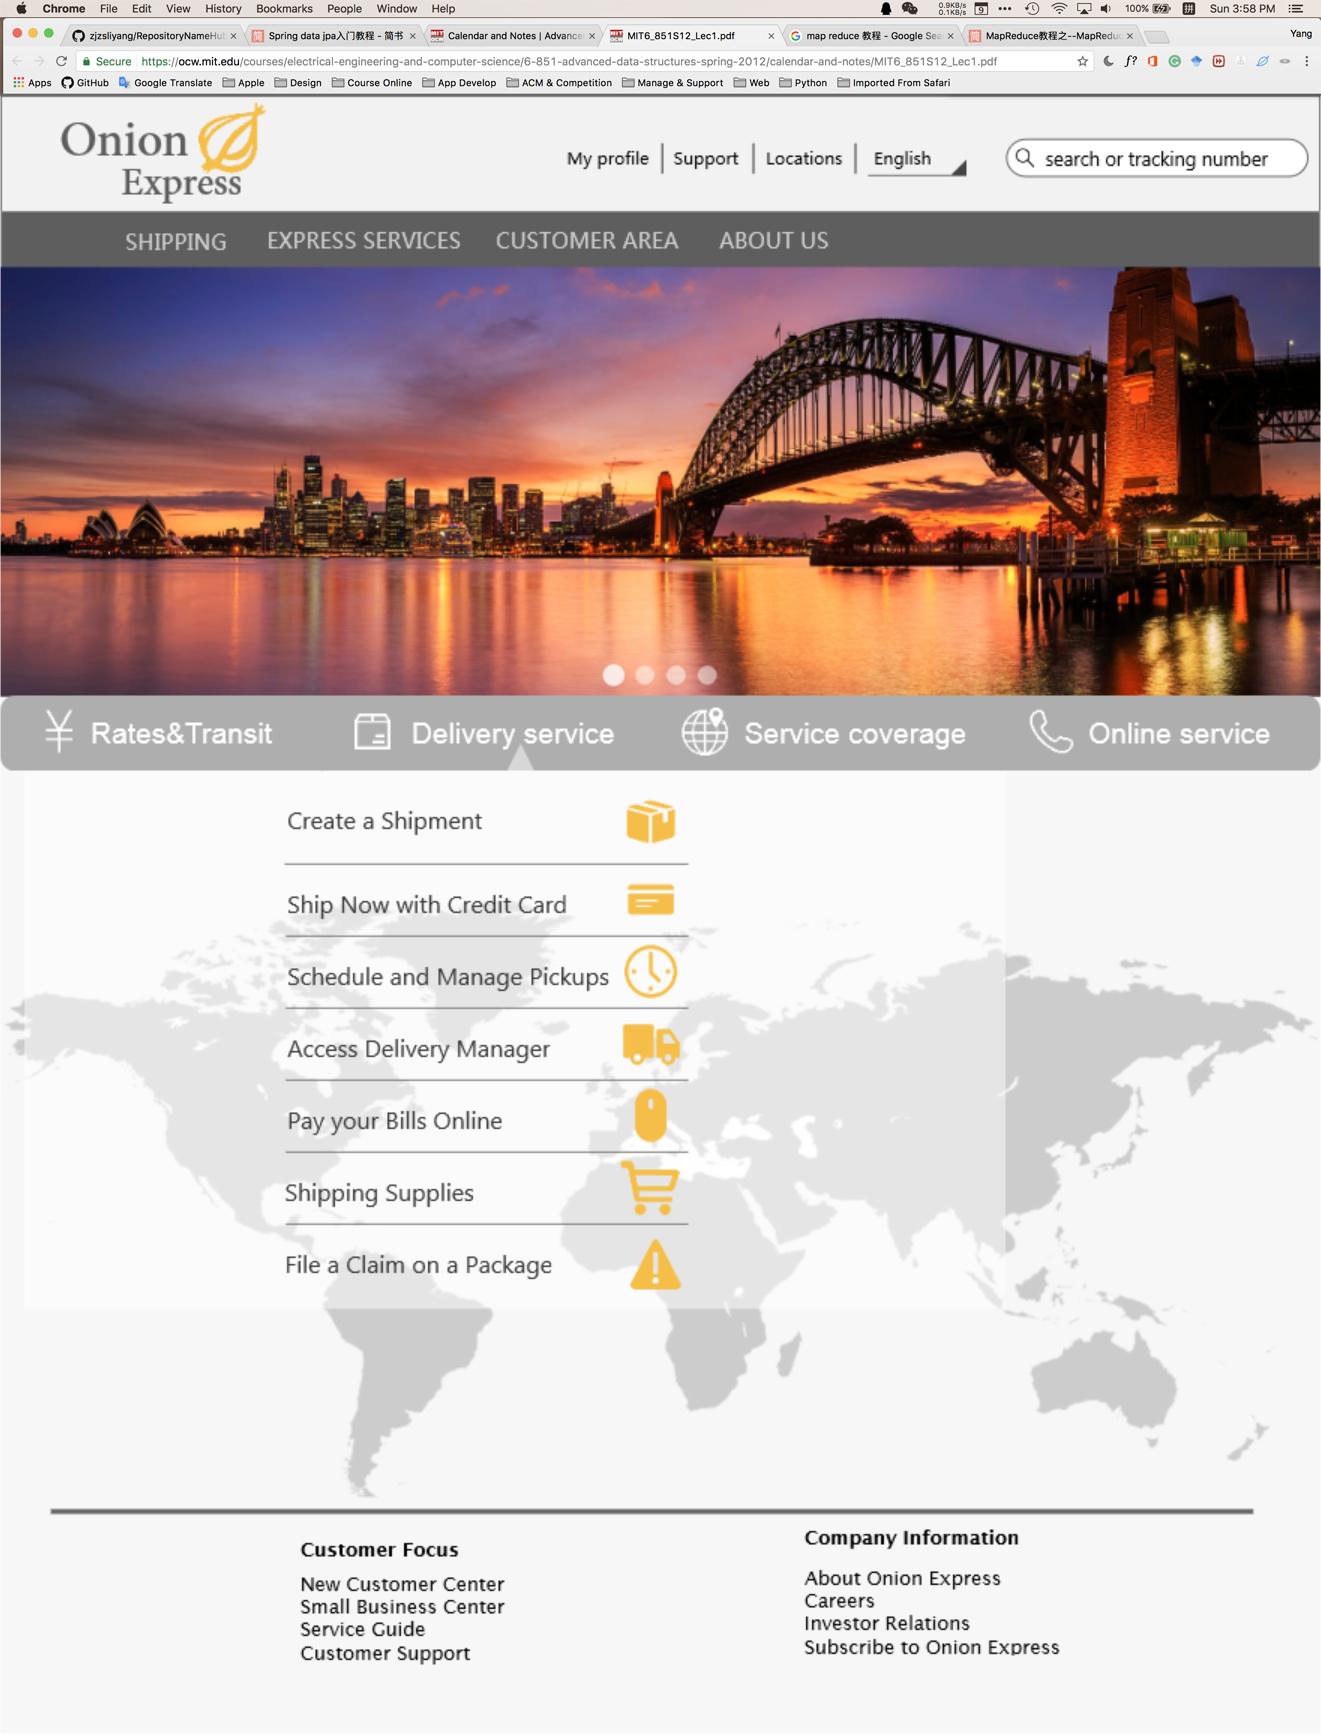 Chrome File Edit View History Bookmarks People Window Help
0.9KB/s
0.1KB/s
9
100%
拼
Sun 3:58 PM
zjzsliyang/RepositoryNameHu
简 Spring data jpa入门教程 - 简书
Calendar and Notes | Advance
MIT6_851S12_Lec1.pdf
map reduce 教程 - Google Sea
简 MapReduce教程之--MapReduc
Yang
Secure https://ocw.mit.edu/courses/electrical-engineering-and-computer-science/6-851-advanced-data-structures-spring-2012/calendar-and-notes/MIT6_851S12_Lec1.pdf
f?
Apps GitHub Google Translate Apple Design Course Online App Develop ACM & Competition Manage & Support Web Python Imported From Safari
Onion
Express
My profile Support Locations English
search or tracking number
SHIPPING EXPRESS SERVICES CUSTOMER AREA ABOUT US
¥ Rates&Transit Delivery service Service coverage Online service
Create a Shipment
Ship Now with Credit Card
Schedule and Manage Pickups
Access Delivery Manager
Pay your Bills Online
Shipping Supplies
File a Claim on a Package
Customer Focus
New Customer Center
Small Business Center
Service Guide
Customer Support
Company Information
About Onion Express
Careers
Investor Relations
Subscribe to Onion Express